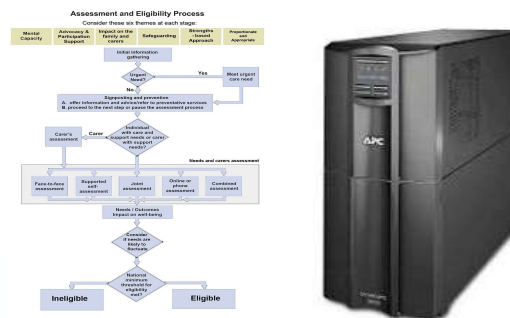 Assessment and Eligibility Process
Consider these six themes at each stage:
Mental
Capacity
Advocacy &
Participation
Support
Impact on the
family and
carers
Safeguarding
Strengths
- based
Approach
Proportionate
and
Appropriate
Initial information
gathering
Urgent
Need?
Yes
Meet urgent
care need
No
Signposting and prevention
A. offer information and advice/refer to preventative services
B. proceed to the next step or pause the assessment process
Individual
with care and
support needs or carer
with support
needs?
Carer
Carer's
assessment
Needs and carers assessment
Face-to-face
assessment
Supported
self-
assessment
Joint
assessment
Online or
phone
assessment
Combined
assessment
Needs / Outcomes
Impact on well-being
Consider
if needs are
likely to
fluctuate
National
minimum
threshold for
eligibility
met?
Ineligible
Eligible
APC